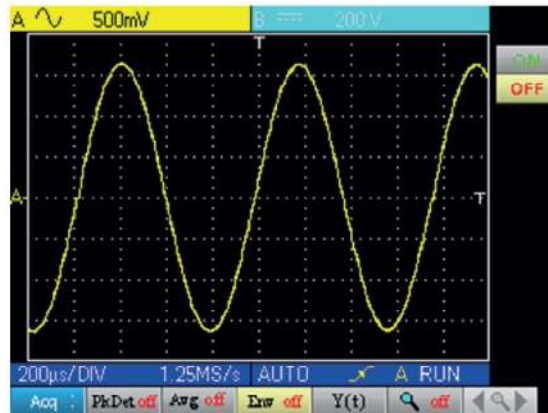 A 500mV B 200 V
T
ON
OFF
A T
200µs/DIV 1.25MS/s AUTO A RUN
Acq : PkDet off Avg off Env off Y(t) off